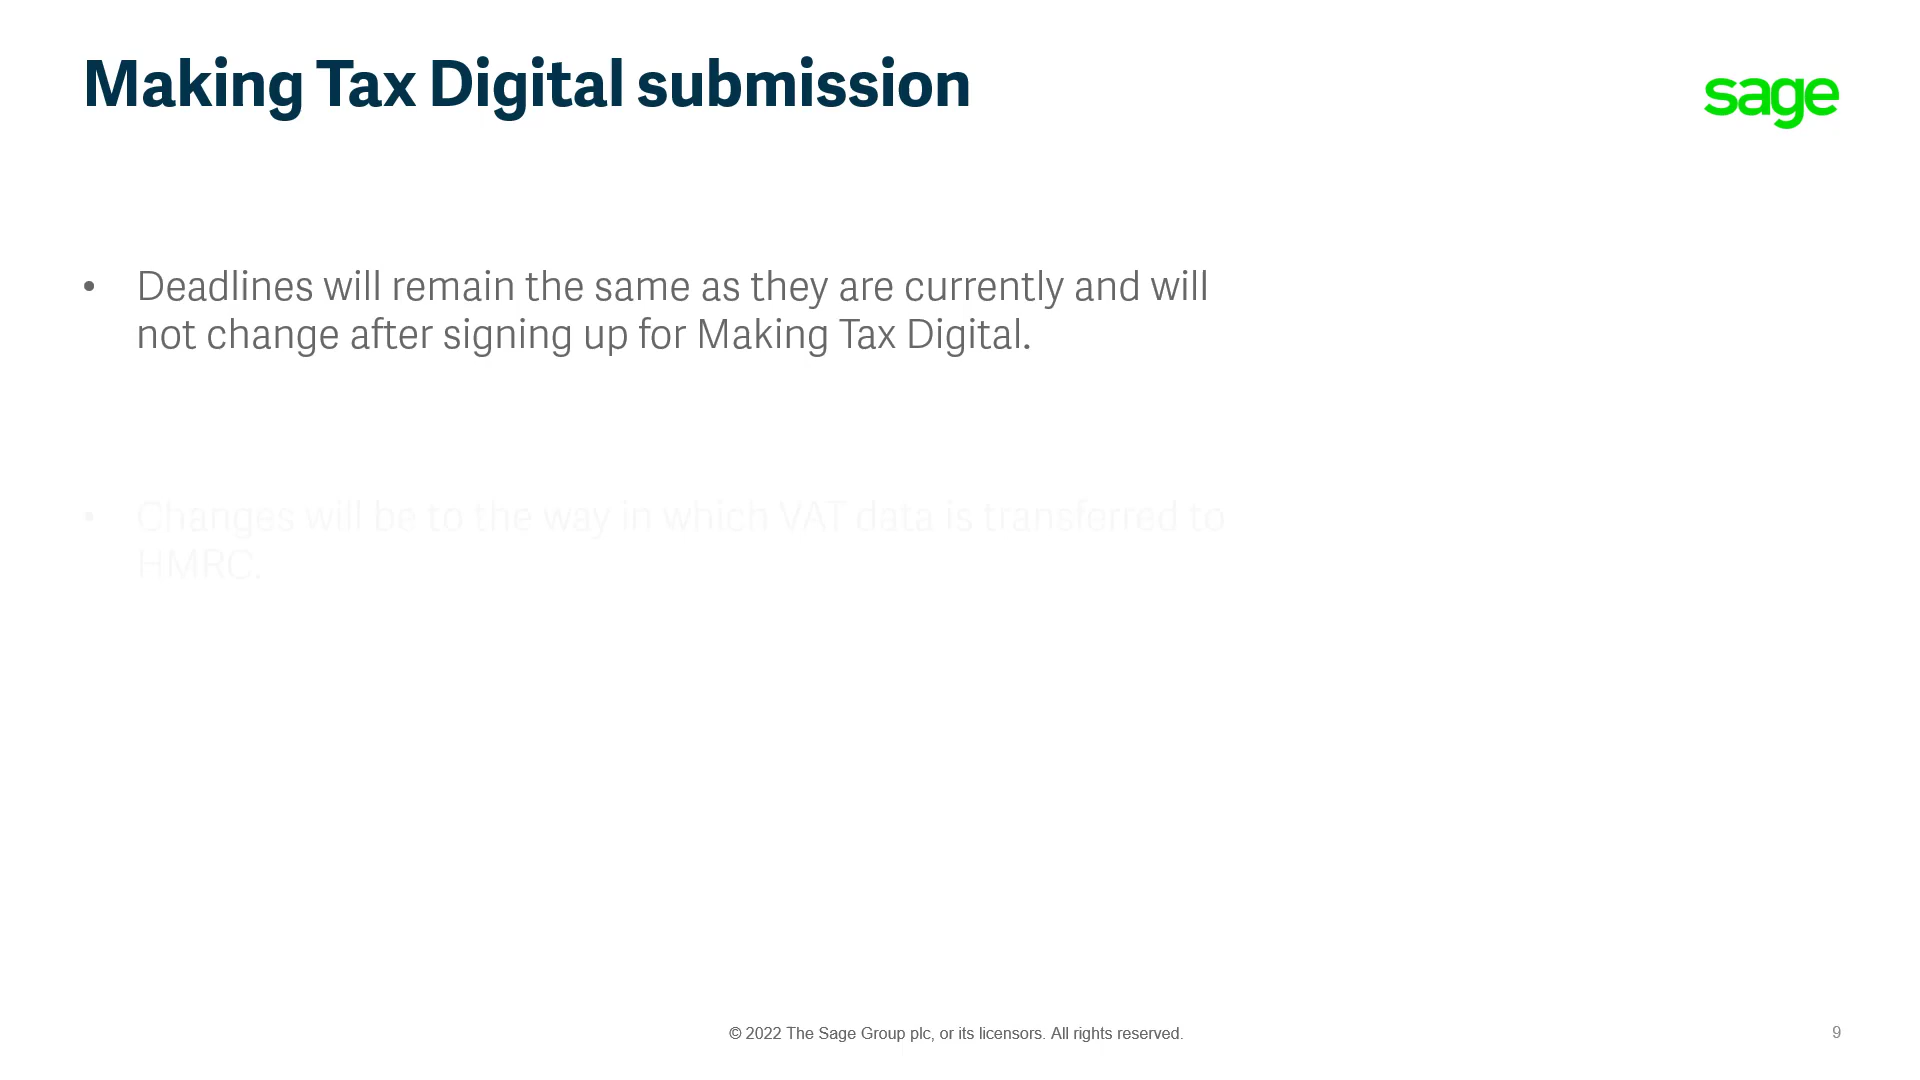 Making Tax Digital submission
sage
• Deadlines will remain the same as they are currently and will
not change after signing up for Making Tax Digital.
• Changes will be to the way in which VAT data is transferred to
HMRC.
© 2022 The Sage Group plc, or its licensors. All rights reserved.
9